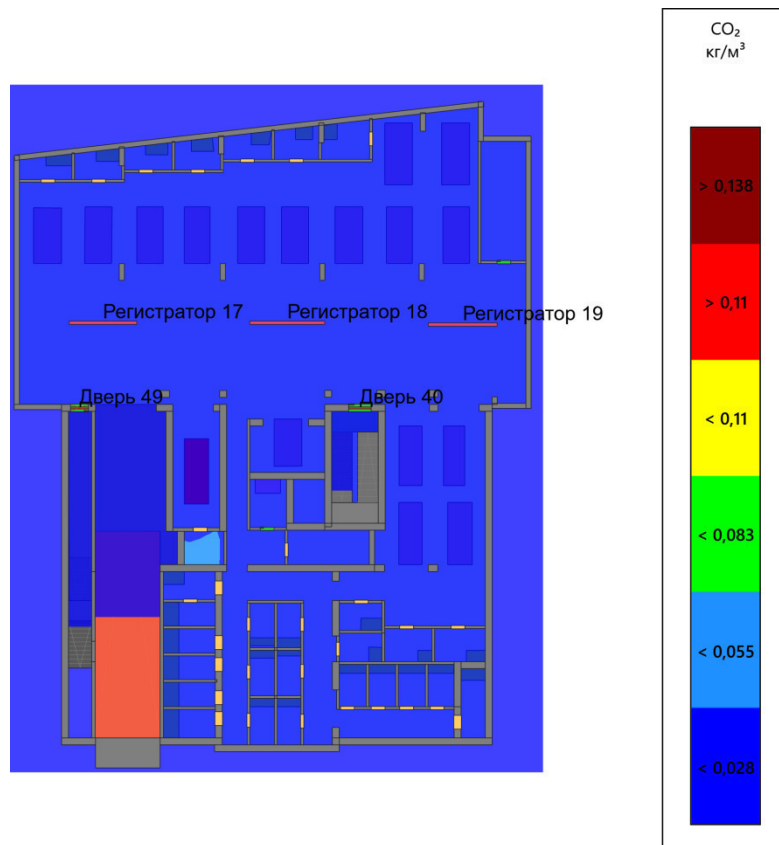 CO₂
кг/м³
> 0,138
> 0,11
< 0,11
< 0,083
< 0,055
< 0,028
Регистратор 17
Регистратор 18
Регистратор 19
Дверь 49
Дверь 40